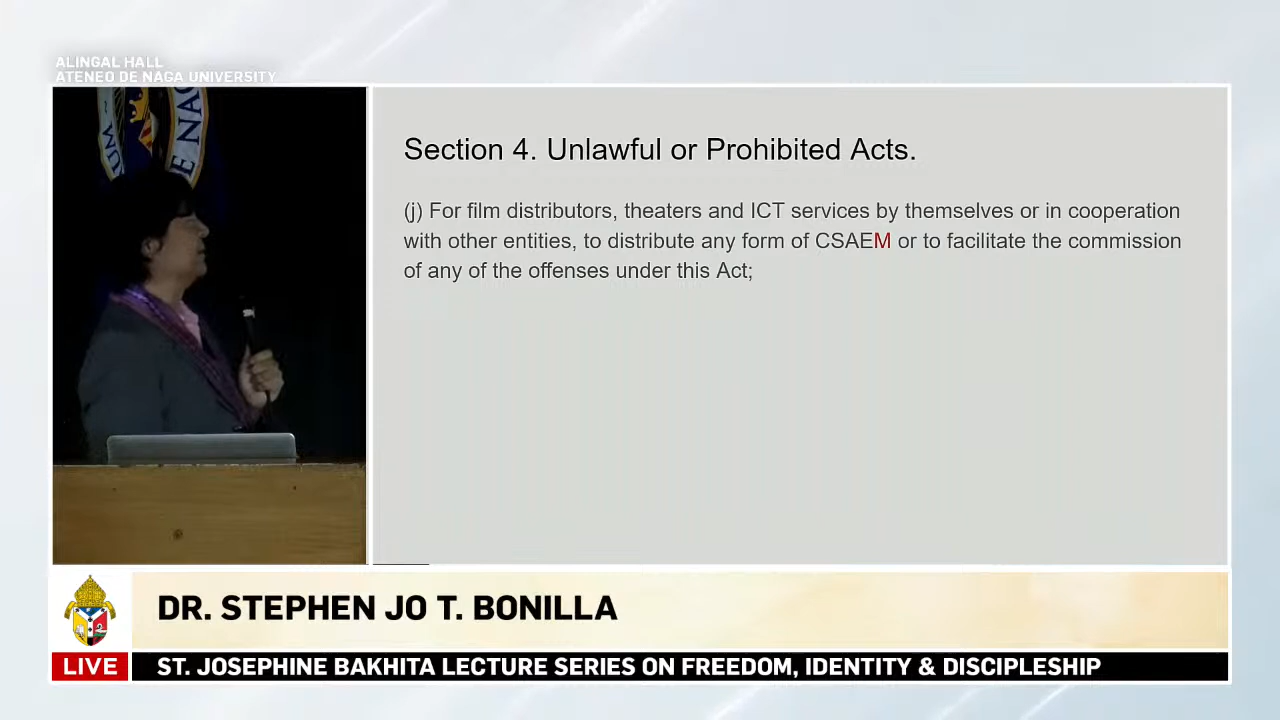 ALINGAL HALL
ATENEO DE NAGA UNIVERSITY
Section 4. Unlawful or Prohibited Acts.
(j) For film distributors, theaters and ICT services by themselves or in cooperation
with other entities, to distribute any form of CSAEM or to facilitate the commission
of any of the offenses under this Act;
DR. STEPHEN JO T. BONILLA
LIVE
ST. JOSEPHINE BAKHITA LECTURE SERIES ON FREEDOM, IDENTITY & DISCIPLESHIP